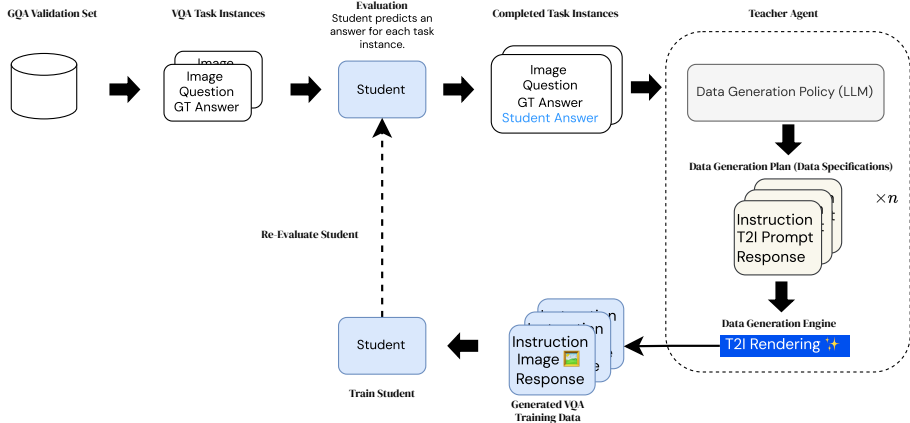 GQA Validation Set
VQA Task Instances
Evaluation
Student predicts an
answer for each task
instance.
Completed Task Instances
Teacher Agent
Image
Image
Question
GT Answer
Student
Image
Question
GT Answer
Student Answer
Data Generation Policy (LLM)
Data Generation Plan (Data Specifications)
×n
Instruction
T2I Prompt
Response
Re-Evaluate Student
Data Generation Engine
T2I Rendering ✨
Student
Train Student
Instruction
Instruction
Instruction
Image 🖼️
Response
Generated VQA
Training Data